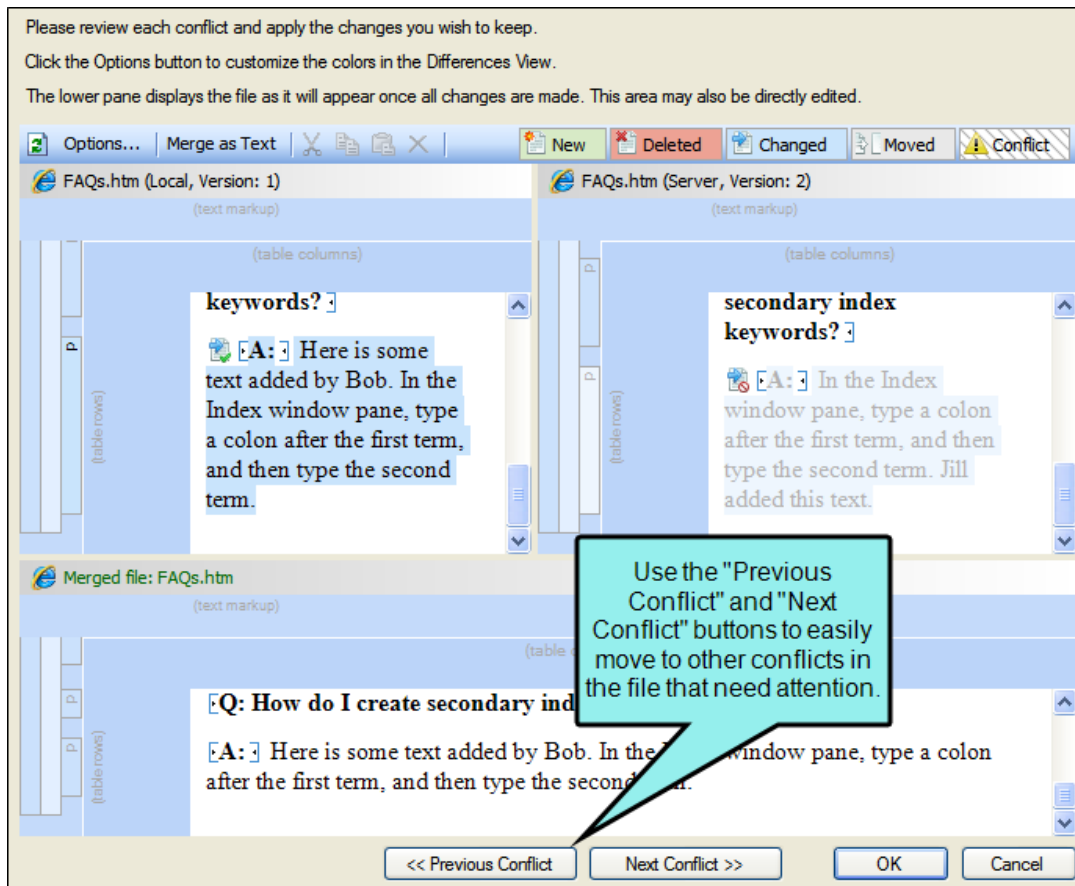 Please review each conflict and apply the changes you wish to keep.
Click the Options button to customize the colors in the Differences View.
The lower pane displays the file as it will appear once all changes are made. This area may also be directly edited.
Options... Merge as Text New Deleted Changed Moved Conflict
FAQs.htm (Local, Version: 1)
(text markup)
(table columns)
P
(table rows)
keywords?
A: Here is some
text added by Bob. In the
Index window pane, type
a colon after the first term,
and then type the second
term.
FAQs.htm (Server, Version: 2)
(text markup)
(table columns)
P
P
(table rows)
secondary index
keywords?
A: In the Index
window pane, type a colon
after the first term, and then
type the second term. Jill
added this text.
Merged file: FAQs.htm
(text markup)
(table
P
P
(table rows)
Q: How do I create secondary ind
A: Here is some text added by Bob. In the window pane, type a colon
after the first term, and then type the second
Use the "Previous
Conflict" and "Next
Conflict" buttons to easily
move to other conflicts in
the file that need attention.
<< Previous Conflict Next Conflict >> OK Cancel